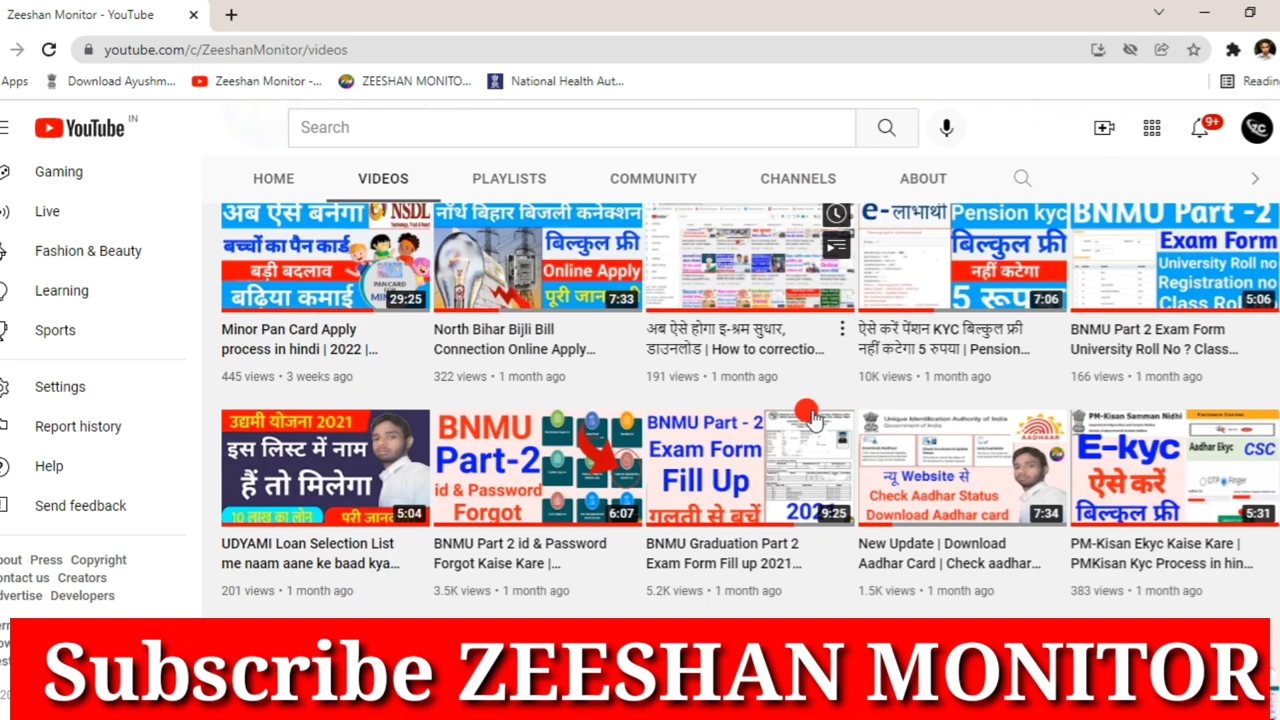 Zeeshan Monitor - YouTube
youtube.com/c/ZeeshanMonitor/videos
Apps Download Ayushm... Zeeshan Monitor -... ZEESHAN MONITO... National Health Aut... Readin
YouTube IN
Search
9+
ZC
Gaming
Live
Fashion & Beauty
Learning
Sports
Settings
Report history
Help
Send feedback
bout Press Copyright
ontact us Creators
dvertise Developers
HOME VIDEOS PLAYLISTS COMMUNITY CHANNELS ABOUT
अब ऐसे बनेगा NSDL
बच्चों का पैन कार्ड
बड़ी बदलाव
PAN CARD
बढ़िया कमाई
29:25
Minor Pan Card Apply
process in hindi | 2022 |...
445 views • 3 weeks ago
नॉर्थ बिहार बिजली कनेक्शन
बिल्कुल फ्री
Online Apply
7:33
North Bihar Bijli Bill
Connection Online Apply...
322 views • 1 month ago
अब ऐसे होगा इ-श्रम सुधार,
डाउनलोड | How to correctio...
191 views • 1 month ago
e-लाभार्थी Pension kyc
बिल्कुल फ्री
नहीं कटेगा
5 रूप
7:06
ऐसे करें पेंशन KYC बिल्कुल फ्री
नहीं कटेगा 5 रुपया | Pension...
10K views • 1 month ago
BNMU Part -2
Exam Form
University Roll no
Registration no
Class Rol
5:06
BNMU Part 2 Exam Form
University Roll No ? Class...
166 views • 1 month ago
उद्यमी योजना 2021
इस लिस्ट में नाम
हैं तो मिलेगा
10 लाख का लोन
5:04
UDYAMI Loan Selection List
me naam aane ke baad kya...
201 views • 1 month ago
BNMU
Part-2
id & Password
Forgot
6:07
BNMU Part 2 id & Password
Forgot Kaise Kare |...
3.5K views • 1 month ago
BNMU Part - 2
Exam Form
Fill Up
गलती से बचें
202
9:25
BNMU Graduation Part 2
Exam Form Fill up 2021...
5.2K views • 1 month ago
Unique Identification Authority of India
Government of India
AADHAAR
न्यू Website से
Check Aadhar Status
Download Aadhar card
7:34
New Update | Download
Aadhar Card | Check aadhar...
1.5K views • 1 month ago
PM-Kisan Samman Nidhi
E-kyc
ऐसे करें
बिल्कुल फ्री
Aadhar Ekyc CSC
OTP Finger
5:31
PM-Kisan Ekyc Kaise Kare |
PMKisan Kyc Process in hin...
383 views • 1 month ago
Subscribe ZEESHAN MONITOR